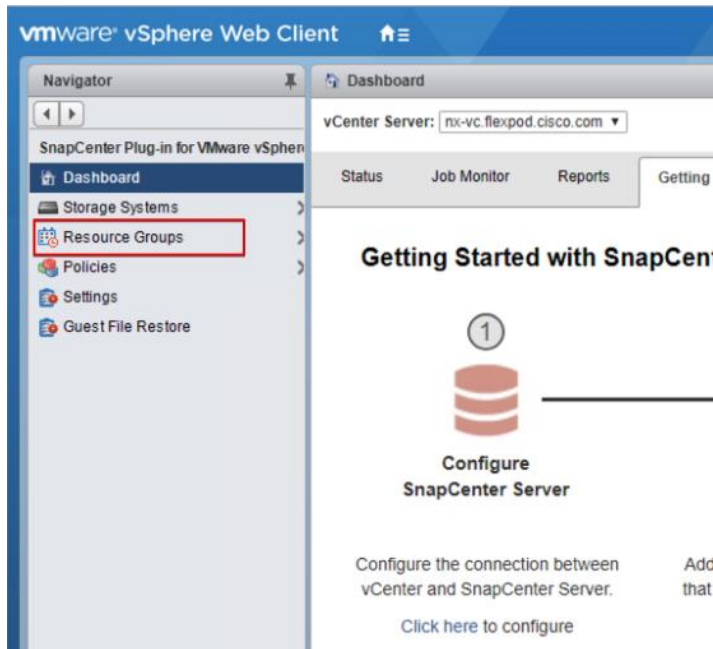 vmware® vSphere Web Client
Navigator
Dashboard
vCenter Server: nx-vc.flexpod.cisco.com
SnapCenter Plug-in for VMware vSpher
Dashboard
Storage Systems
Resource Groups
Policies
Settings
Guest File Restore
Status Job Monitor Reports Getting
Getting Started with SnapCent
1
Configure
SnapCenter Server
Configure the connection between
vCenter and SnapCenter Server.
Click here to configure
Add
that